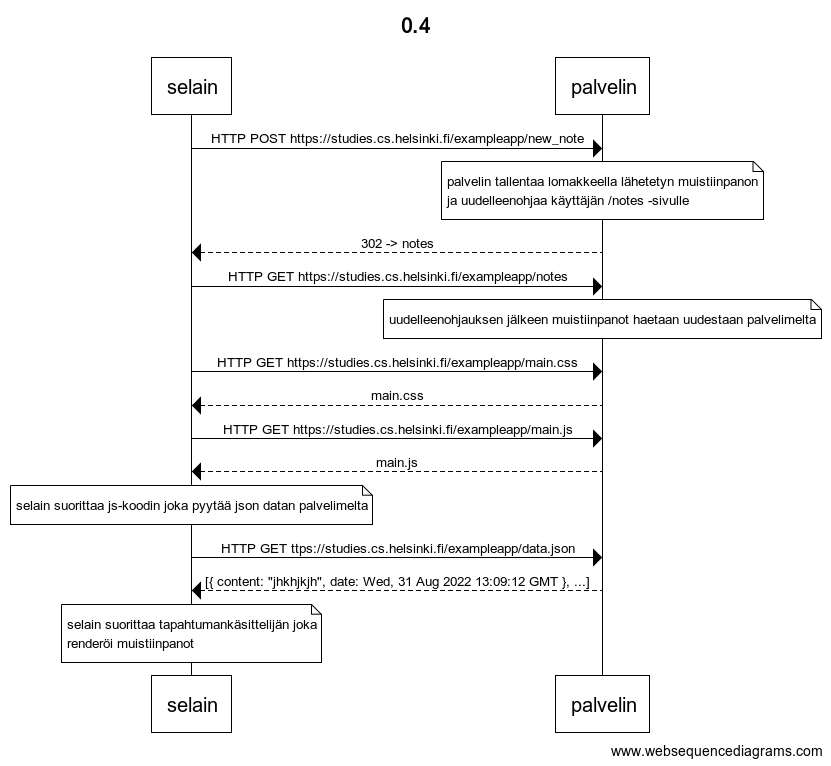 0.4
selain
palvelin
HTTP POST https://studies.cs.helsinki.fi/exampleapp/new_note
palvelin tallentaa lomakkeella lähetetyn muistiinpanon
ja uudelleenohjaa käyttäjän /notes -sivulle
302 -> notes
HTTP GET https://studies.cs.helsinki.fi/exampleapp/notes
uudelleenohjauksen jälkeen muistiinpanot haetaan uudestaan palvelimelta
HTTP GET https://studies.cs.helsinki.fi/exampleapp/main.css
main.css
HTTP GET https://studies.cs.helsinki.fi/exampleapp/main.js
main.js
selain suorittaa js-koodin joka pyytää json datan palvelimelta
HTTP GET ttps://studies.cs.helsinki.fi/exampleapp/data.json
[{ content: "jhkhjkjh", date: Wed, 31 Aug 2022 13:09:12 GMT }, ...]
selain suorittaa tapahtumankäsittelijän joka
renderöi muistiinpanot
selain
palvelin
www.websequencediagrams.com